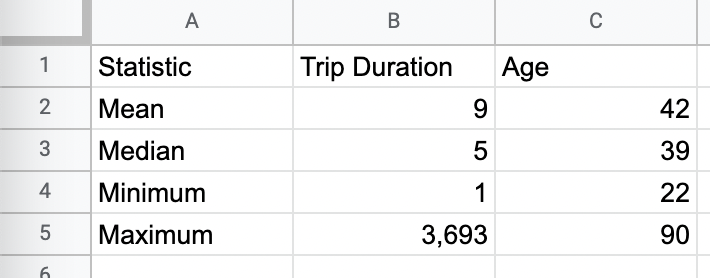 A B C
1 Statistic Trip Duration Age
2 Mean 9 42
3 Median 5 39
4 Minimum 1 22
5 Maximum 3,693 90
6